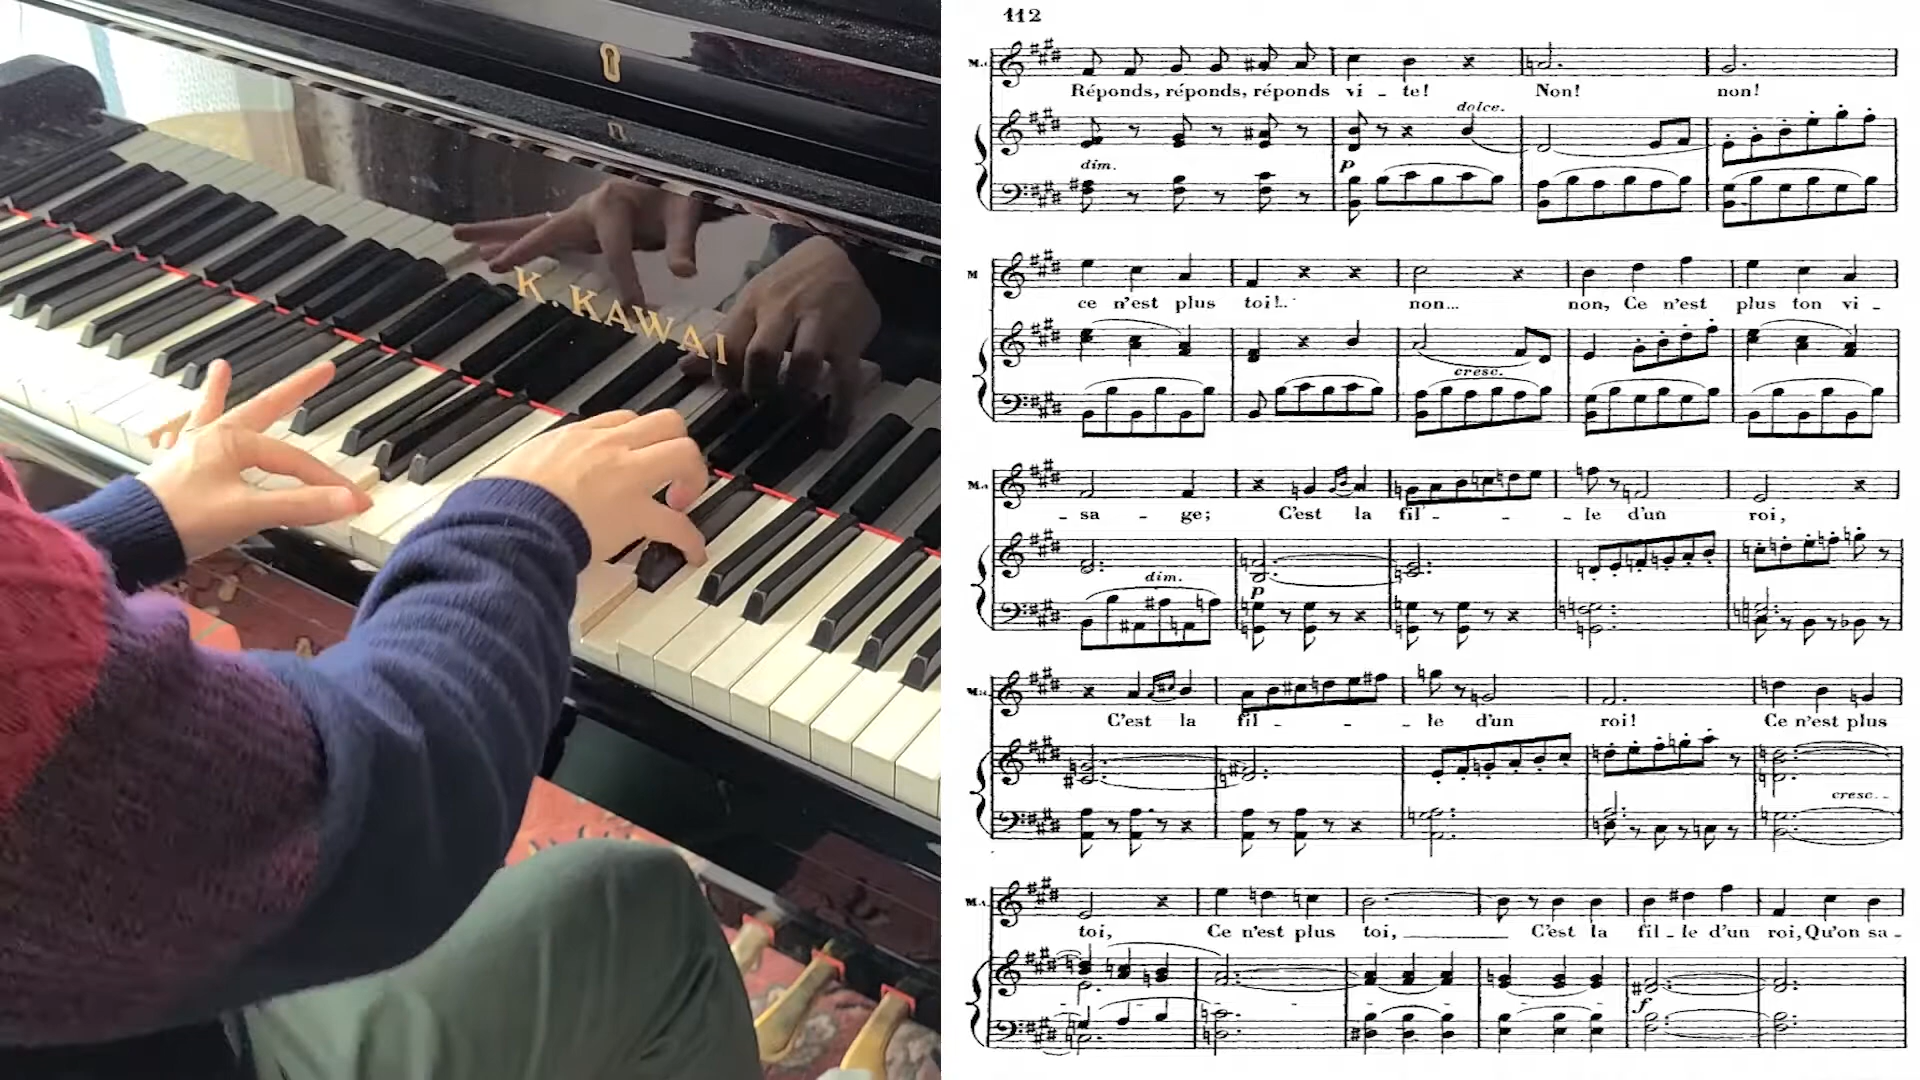 K. KAWAI
112
M.
Réponds, réponds, réponds vi - te! Non! non!
dolce.
dim.
p
M
ce n'est plus toi!.. non... non, Ce n'est plus ton vi -
cresc.
- sa - ge; C'est la fil - - - le d'un roi,
dim.
p
C'est la fil - - - le d'un roi! Ce n'est plus
cresc. -
toi, Ce n'est plus toi, C'est la fil - le d'un roi, Qu'on sa -
f